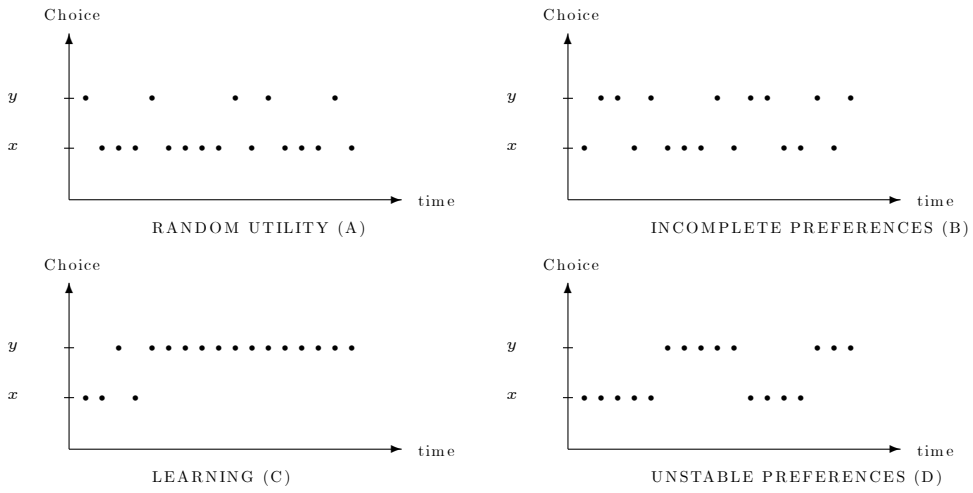 Choice
y
x
time
RANDOM UTILITY (A)
Choice
y
x
time
INCOMPLETE PREFERENCES (B)
Choice
y
x
time
LEARNING (C)
Choice
y
x
time
UNSTABLE PREFERENCES (D)